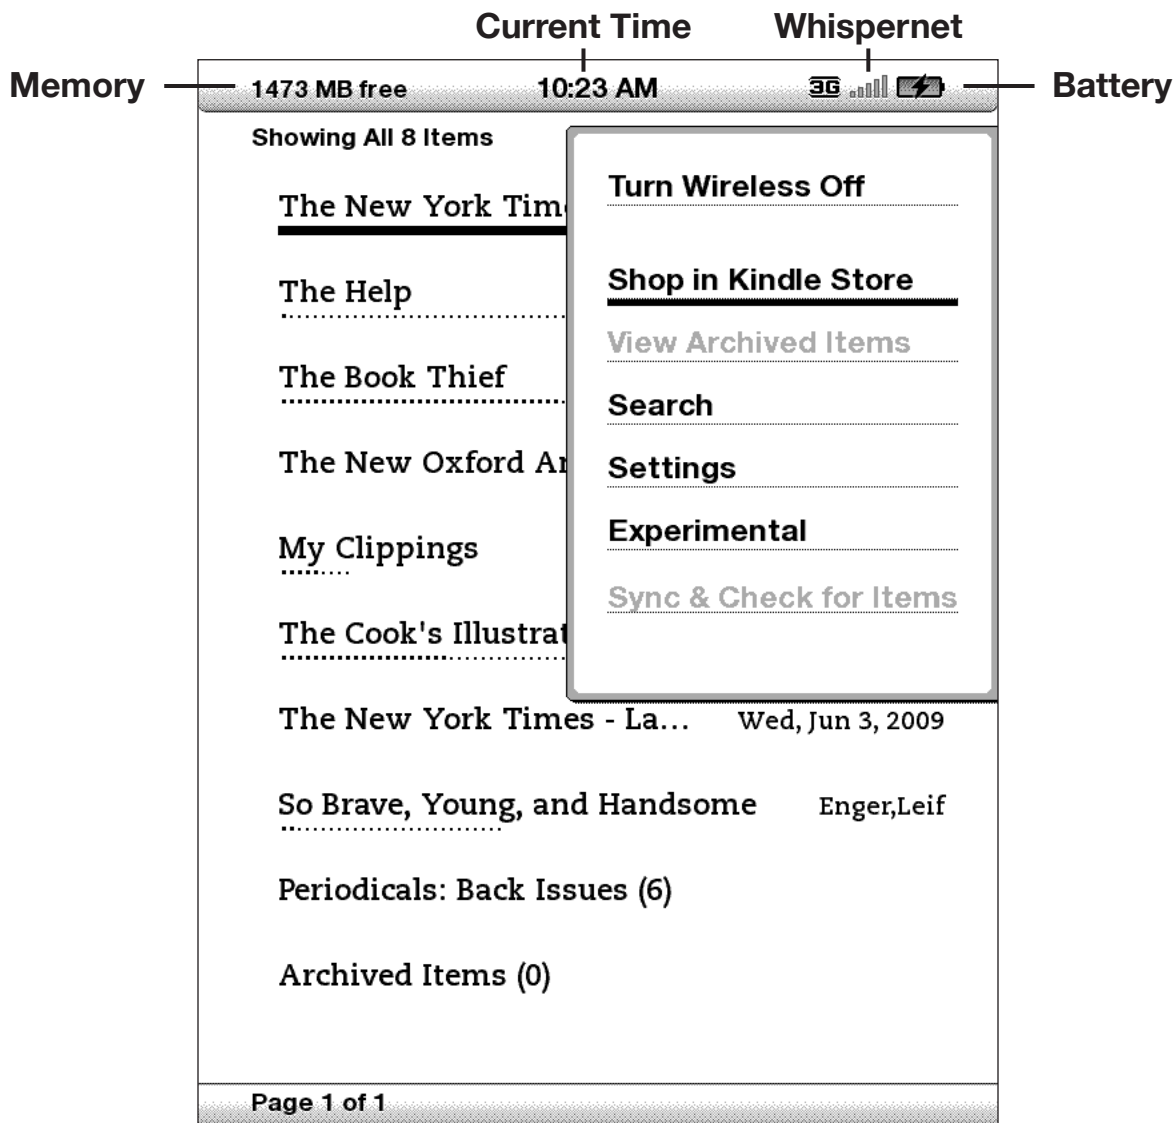 Current Time Whispernet
Memory 1473 MB free 10:23 AM 3G Battery
Showing All 8 Items
Turn Wireless Off
The New York Tim
Shop in Kindle Store
The Help
View Archived Items
The Book Thief
Search
The New Oxford
Settings
Experimental
My Clippings
Sync & Check for Items
The Cook's Illustrat
The New York Times - La... Wed, Jun 3, 2009
So Brave, Young, and Handsome Enger,Leif
Periodicals: Back Issues (6)
Archived Items (0)
Page 1 of 1